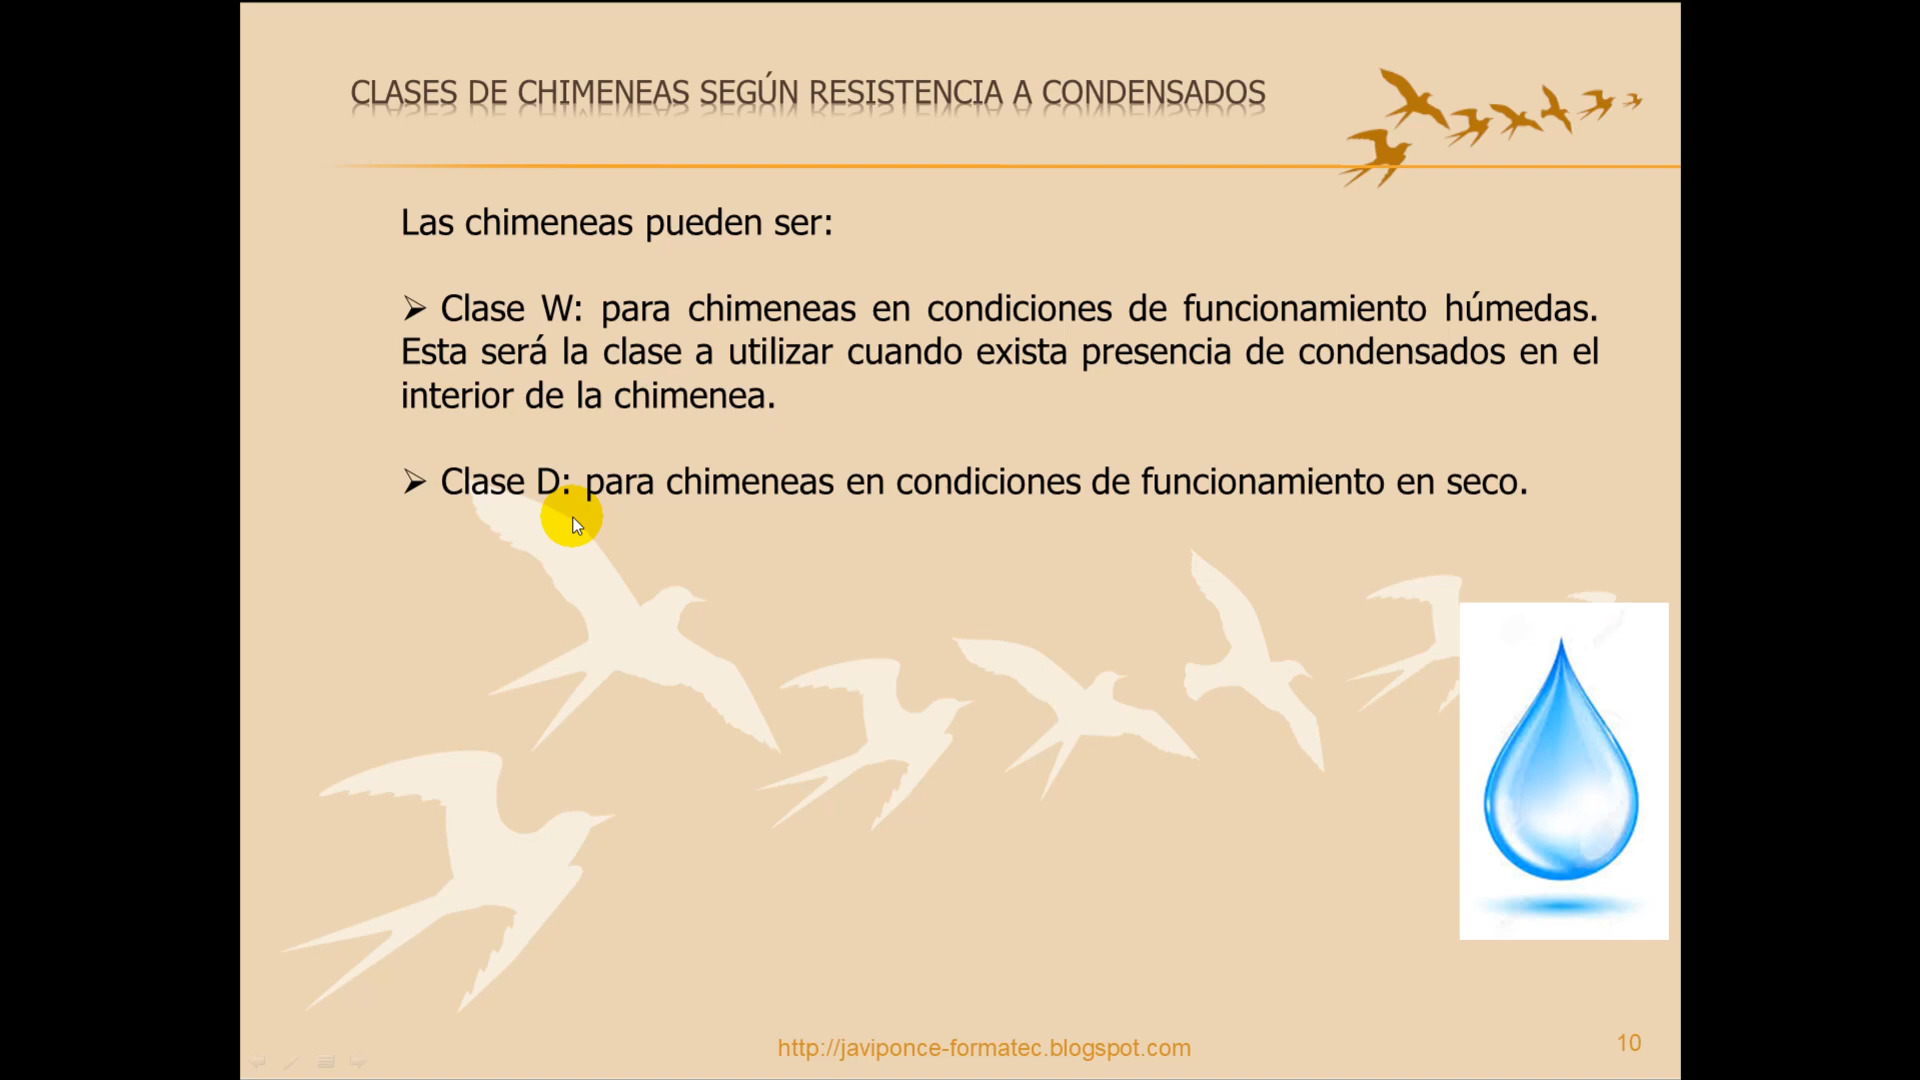 CLASES DE CHIMENEAS SEGÚN RESISTENCIA A CONDENSADOS
Las chimeneas pueden ser:
➢ Clase W: para chimeneas en condiciones de funcionamiento húmedas.
Esta será la clase a utilizar cuando exista presencia de condensados en el
interior de la chimenea.
➢ Clase D: para chimeneas en condiciones de funcionamiento en seco.
http://javiponce-formatec.blogspot.com
10